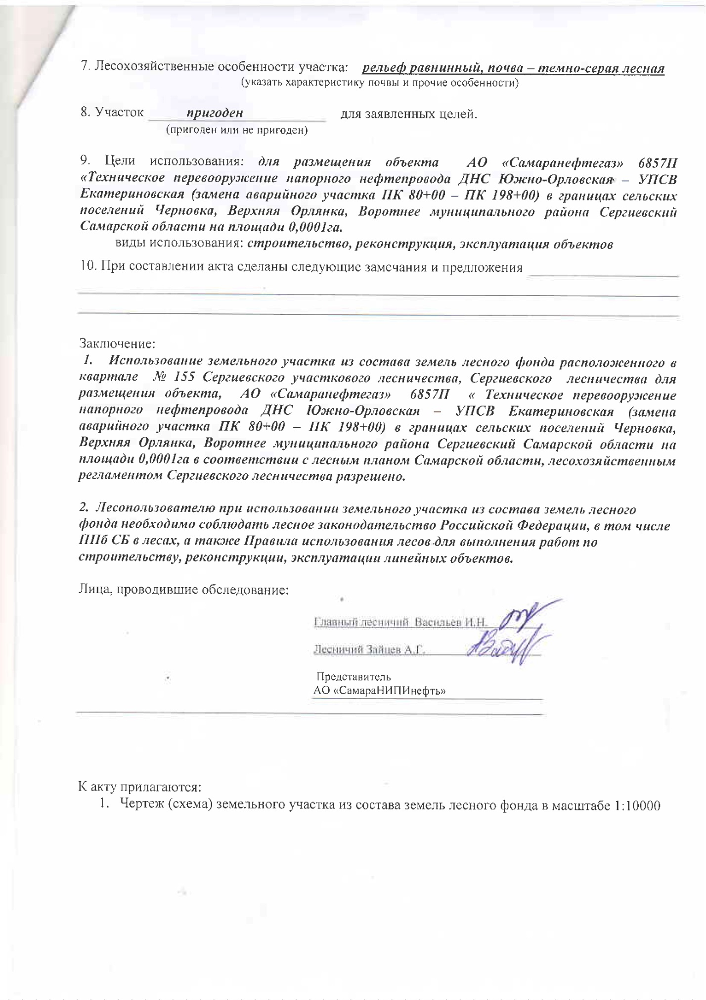 7. Лесохозяйственные особенности участка: рельеф равнинный, почва – темно-серая лесная
(указать характеристику почвы и прочие особенности)
8. Участок пригоден для заявленных целей.
(пригоден или не пригоден)
9. Цели использования: для размещения объекта АО «Самаранефтегаз» 6857П
«Техническое перевооружение напорного нефтепровода ДНС Южно-Орловская – УПСВ
Екатериновская (замена аварийного участка ПК 80+00 – ПК 198+00) в границах сельских
поселений Черновка, Верхняя Орлянка, Воротнее муниципального района Сергиевский
Самарской области на площади 0,0001га.
виды использования: строительство, реконструкция, эксплуатация объектов
10. При составлении акта сделаны следующие замечания и предложения
Заключение:
1. Использование земельного участка из состава земель лесного фонда расположенного в
квартале № 155 Сергиевского участкового лесничества, Сергиевского лесничества для
размещения объекта, АО «Самаранефтегаз» 6857П « Техническое перевооружение
напорного нефтепровода ДНС Южно-Орловская – УПСВ Екатериновская (замена
аварийного участка ПК 80+00 – ПК 198+00) в границах сельских поселений Черновка,
Верхняя Орлянка, Воротнее муниципального района Сергиевский Самарской области на
площади 0,0001га в соответствии с лесным планом Самарской области, лесохозяйственным
регламентом Сергиевского лесничества разрешено.
2. Лесопользователю при использовании земельного участка из состава земель лесного
фонда необходимо соблюдать лесное законодательство Российской Федерации, в том числе
ППб СБ в лесах, а также Правила использования лесов для выполнения работ по
строительству, реконструкции, эксплуатации линейных объектов.
Лица, проводившие обследование:
Главный лесничий Васильев И.Н.
Лесничий Зайцев А.Г.
Представитель
АО «СамараНИПИнефть»
К акту прилагаются:
1. Чертеж (схема) земельного участка из состава земель лесного фонда в масштабе 1:10000